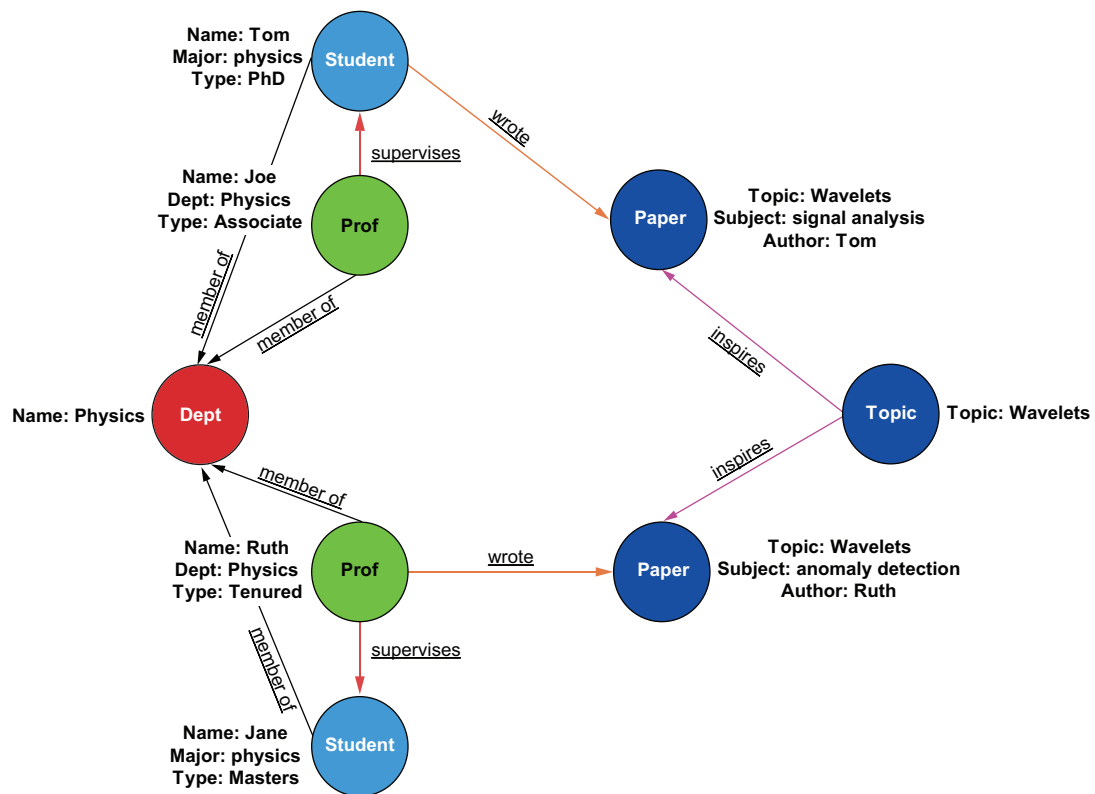 Name: Tom
Major: physics
Type: PhD
Student
wrote
supervises
Name: Joe
Dept: Physics
Type: Associate
Prof
Paper
Topic: Wavelets
Subject: signal analysis
Author: Tom
member of
member of
inspires
Name: Physics
Dept
Topic
Topic: Wavelets
inspires
member of
Name: Ruth
Dept: Physics
Type: Tenured
Prof
wrote
Paper
Topic: Wavelets
Subject: anomaly detection
Author: Ruth
supervises
member of
Name: Jane
Major: physics
Type: Masters
Student